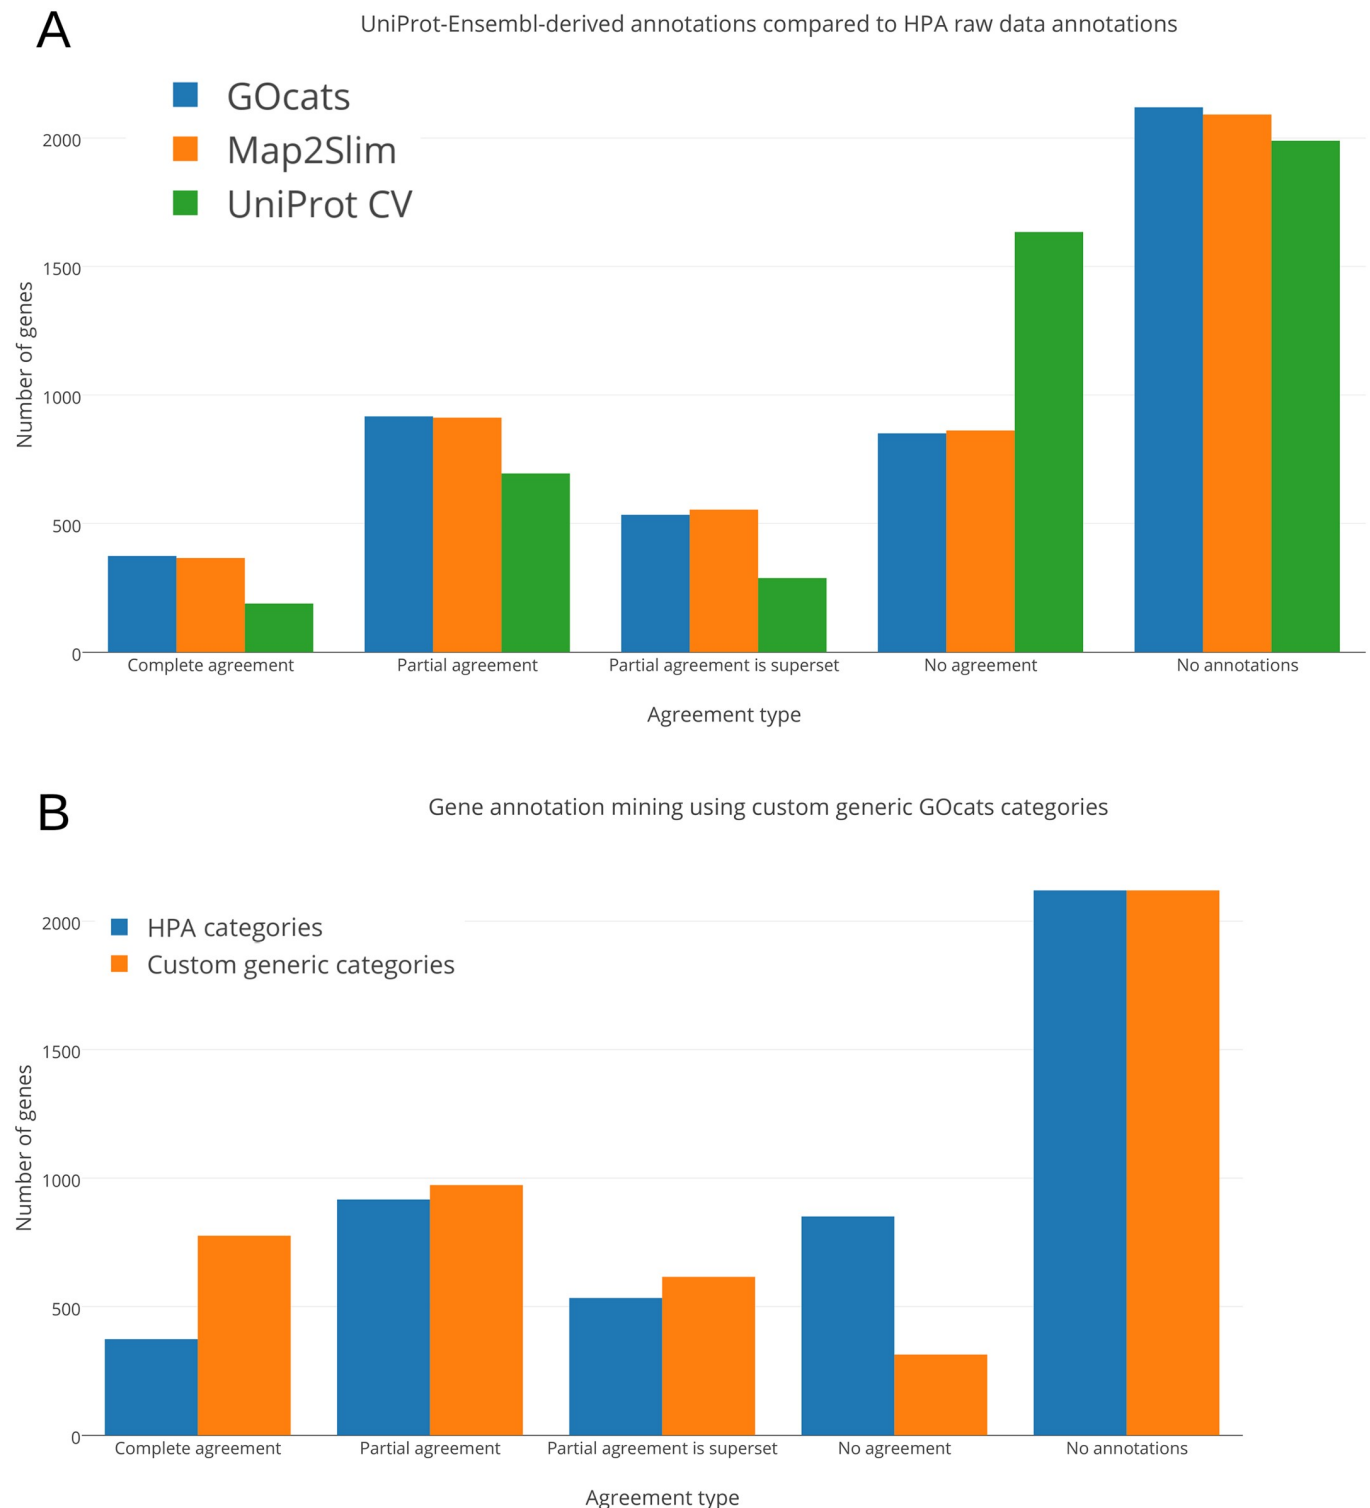 A
UniProt-Ensembl-derived annotations compared to HPA raw data annotations
GOcats
Map2Slim
UniProt CV
2000
1500
1000
500
0
Number of genes
Complete agreement
Partial agreement
Partial agreement is superset
No agreement
No annotations
Agreement type
B
Gene annotation mining using custom generic GOcats categories
HPA categories
Custom generic categories
2000
1500
1000
500
0
Number of genes
Complete agreement
Partial agreement
Partial agreement is superset
No agreement
No annotations
Agreement type